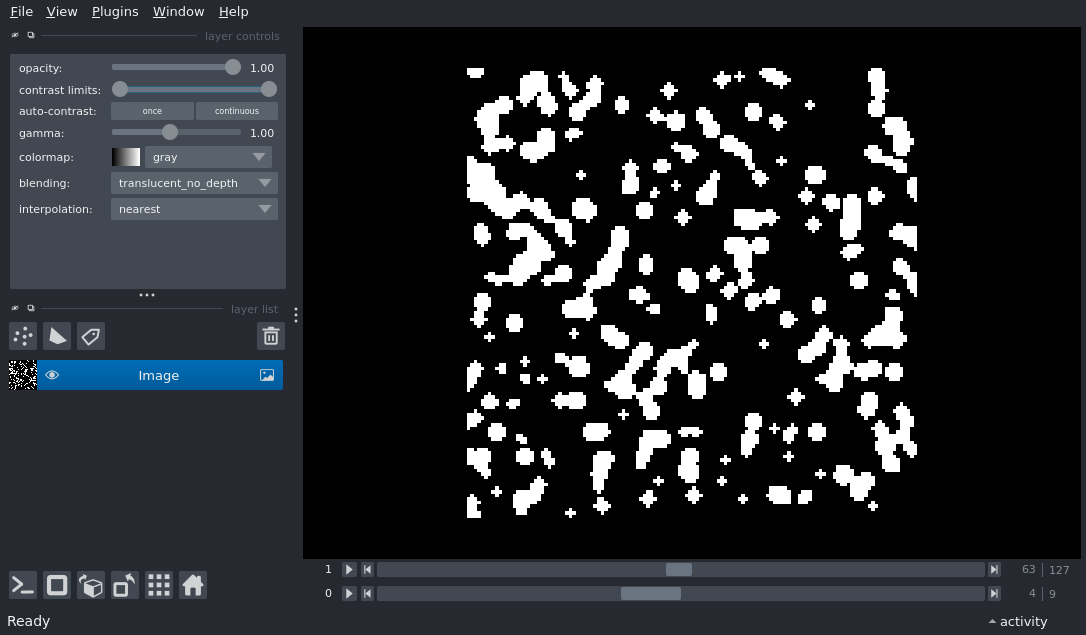 File View Plugins Window Help
layer controls
opacity: 1.00
contrast limits:
auto-contrast: once continuous
gamma: 1.00
colormap: gray
blending: translucent_no_depth
interpolation: nearest
layer list
Image
1 63 127
0 4 9
Ready activity